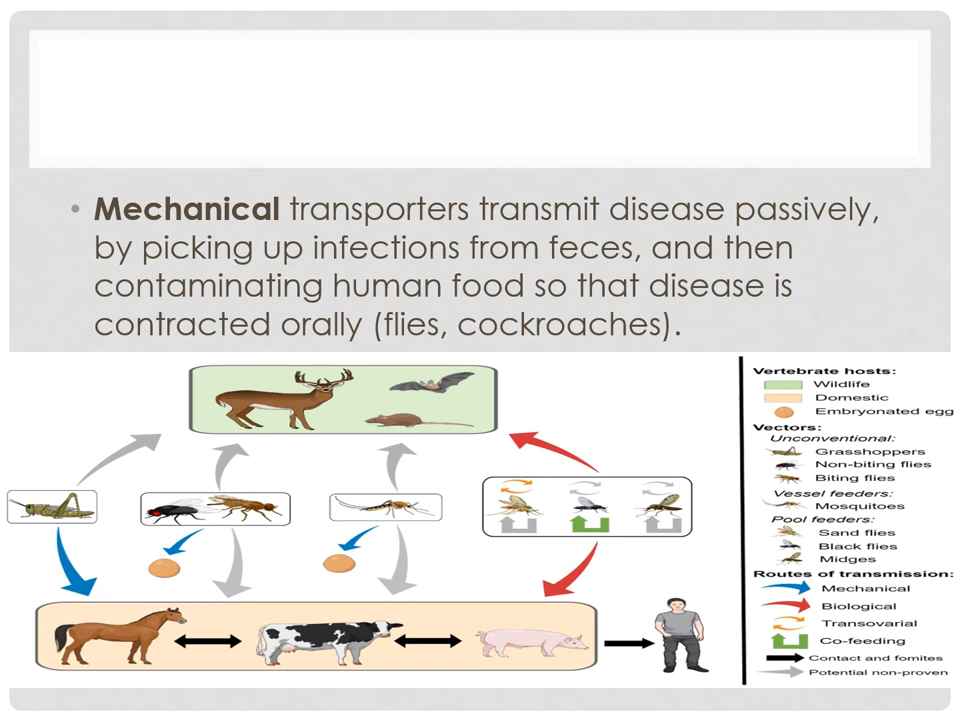 • Mechanical transporters transmit disease passively,
by picking up infections from feces, and then
contaminating human food so that disease is
contracted orally (flies, cockroaches).
Vertebrate hosts:
Wildlife
Domestic
Embryonated egg
Vectors:
Unconventional:
Grasshoppers
Non-biting flies
Biting flies
Vessel feeders:
Mosquitoes
Pool feeders:
Sand flies
Black flies
Midges
Routes of transmission:
Mechanical
Biological
Transovarial
Co-feeding
Contact and fomites
Potential non-proven